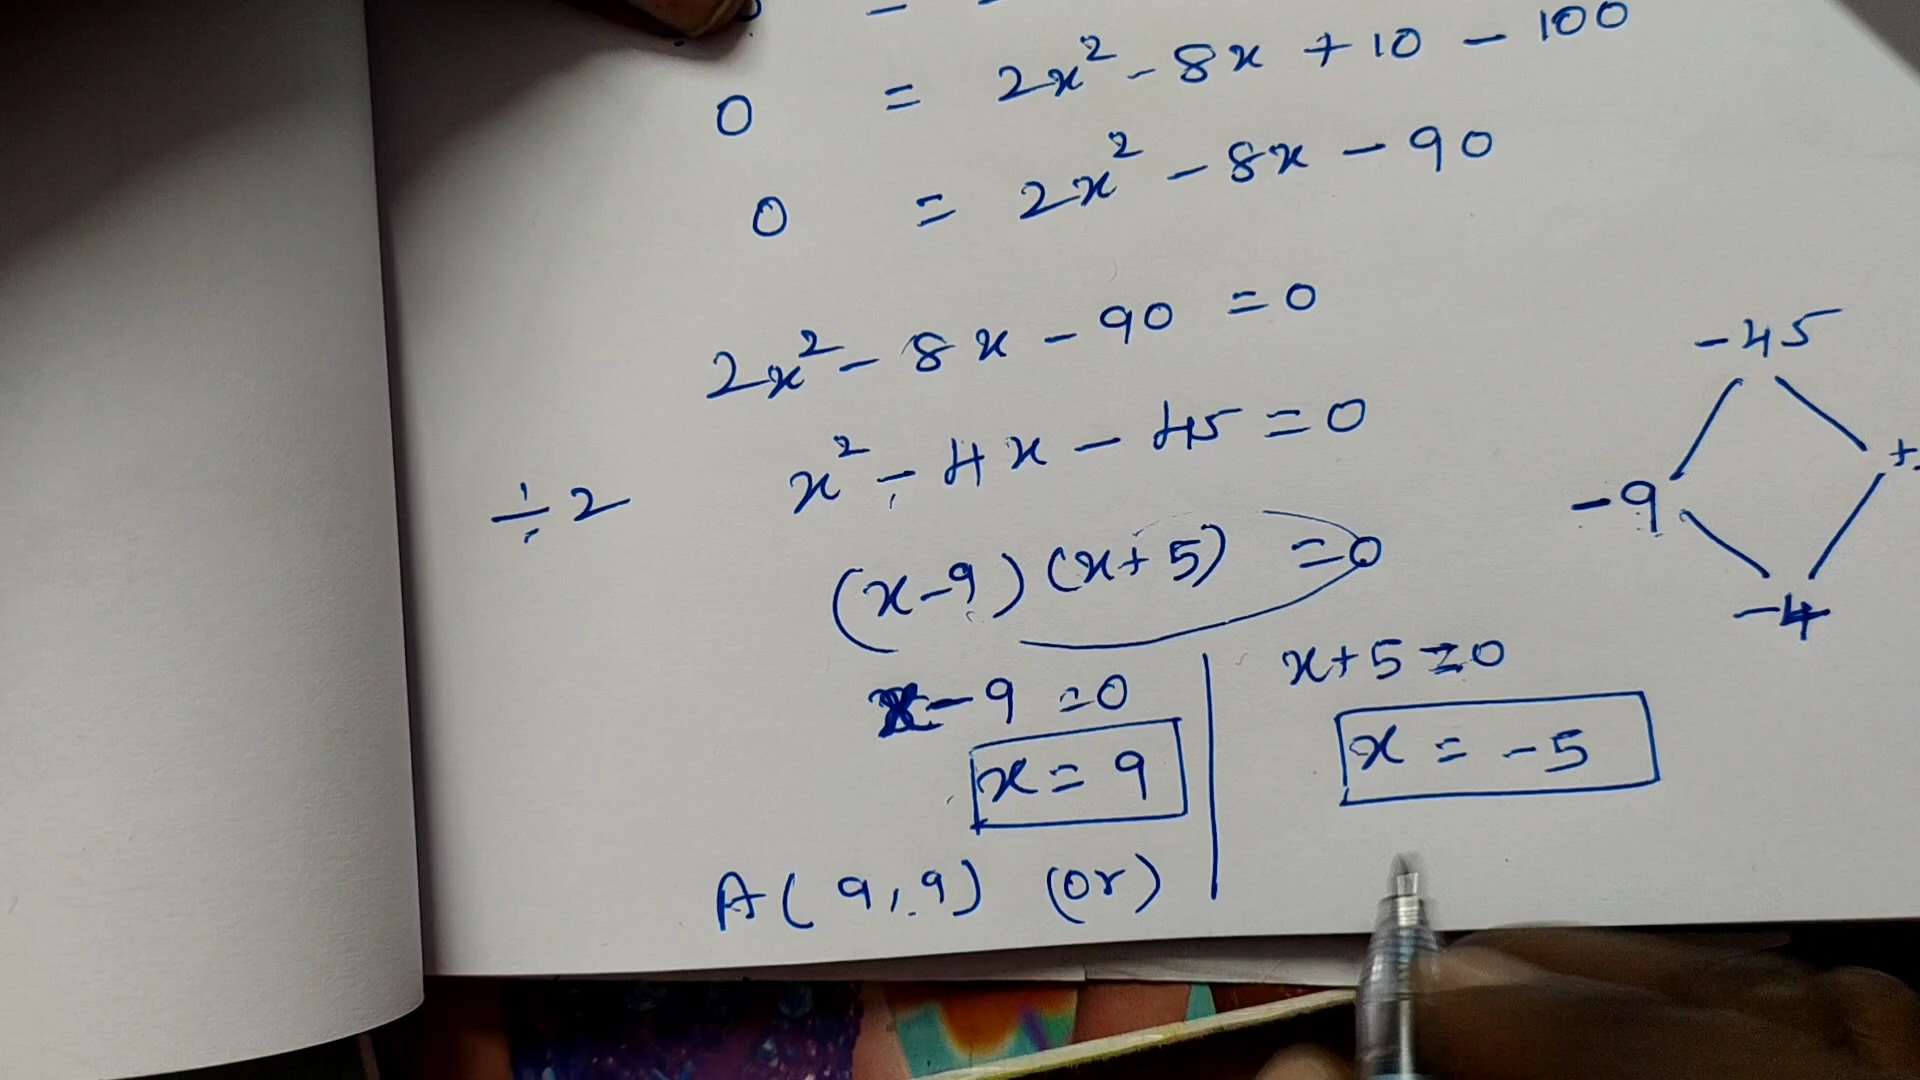 0 = 2x² - 8x + 10 - 100
0 = 2x² - 8x - 90
2x² - 8x - 90 = 0
÷2 x² - 4x - 45 = 0
(x-9) (x+5) = 0
x - 9 = 0
x = 9
x + 5 = 0
x = -5
A( 9, 9) (or)
-45
-9 +
-4